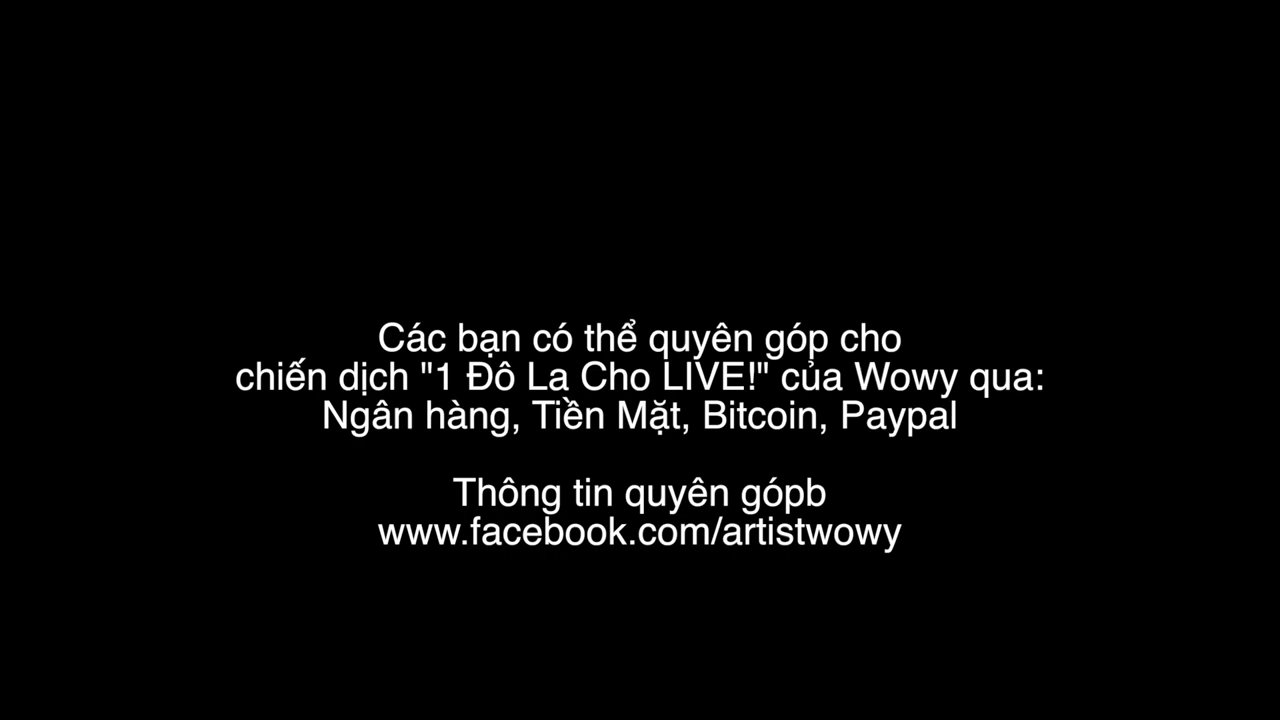 Các bạn có thể quyên góp cho
chiến dịch "1 Đô La Cho LIVE!" của Wowy qua:
Ngân hàng, Tiền Mặt, Bitcoin, Paypal
Thông tin quyên gópb
www.facebook.com/artistwowy